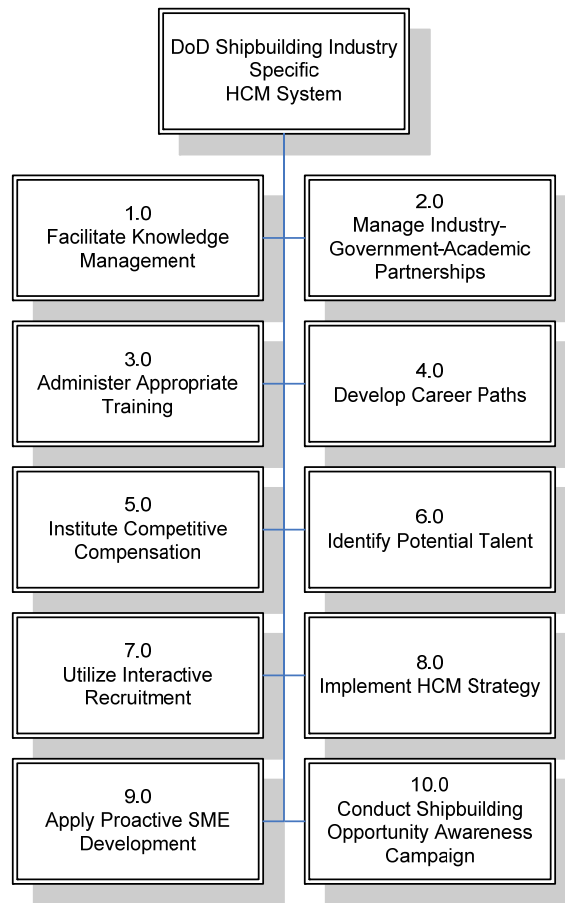 DoD Shipbuilding Industry
Specific
HCM System
1.0
Facilitate Knowledge
Management
2.0
Manage Industry-
Government-Academic
Partnerships
3.0
Administer Appropriate
Training
4.0
Develop Career Paths
5.0
Institute Competitive
Compensation
6.0
Identify Potential Talent
7.0
Utilize Interactive
Recruitment
8.0
Implement HCM Strategy
9.0
Apply Proactive SME
Development
10.0
Conduct Shipbuilding
Opportunity Awareness
Campaign